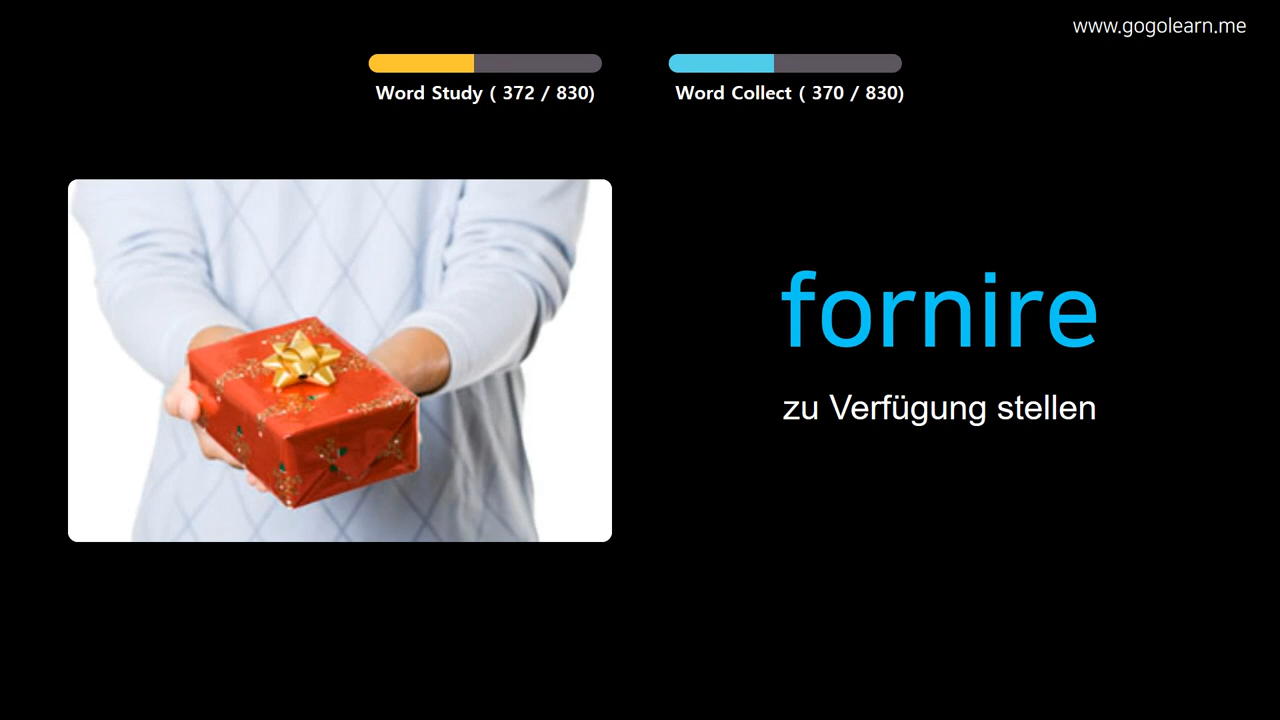 www.gogolearn.me
Word Study ( 372 / 830)
Word Collect ( 370 / 830)
fornire
zu Verfügung stellen